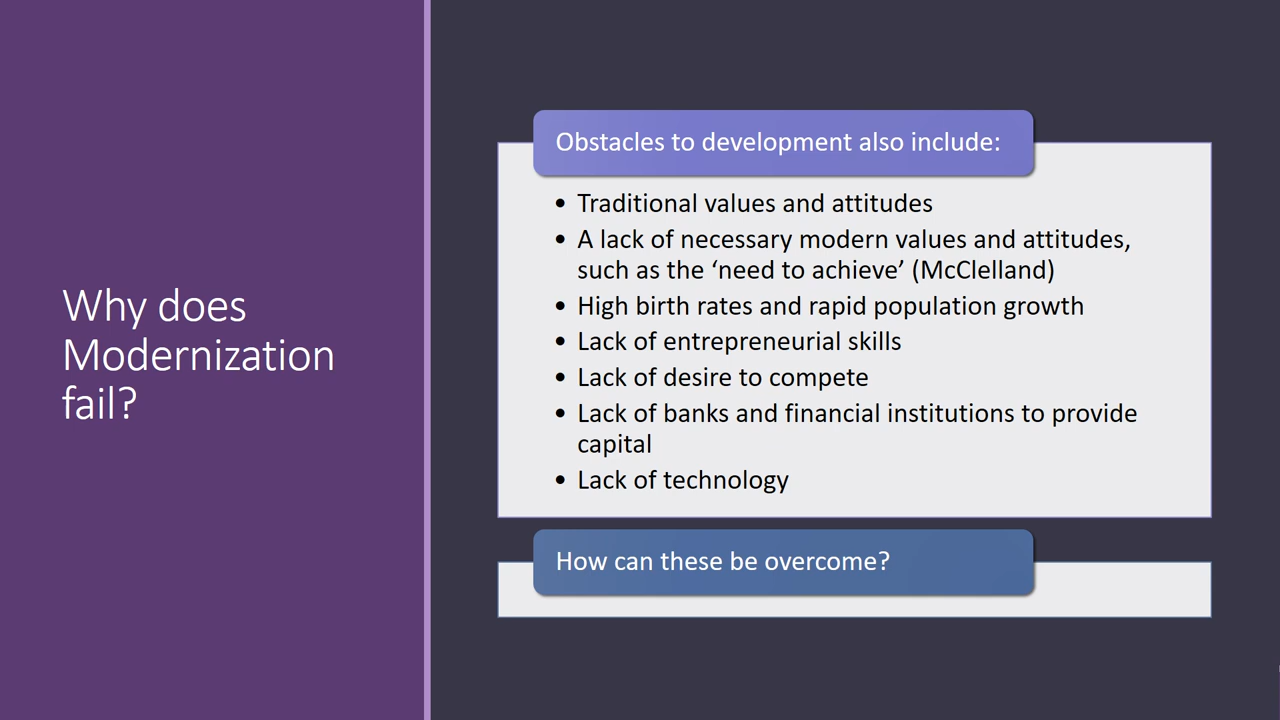 Why does
Modernization
fail?
Obstacles to development also include:
• Traditional values and attitudes
• A lack of necessary modern values and attitudes,
such as the ‘need to achieve’ (McClelland)
• High birth rates and rapid population growth
• Lack of entrepreneurial skills
• Lack of desire to compete
• Lack of banks and financial institutions to provide
capital
• Lack of technology
How can these be overcome?